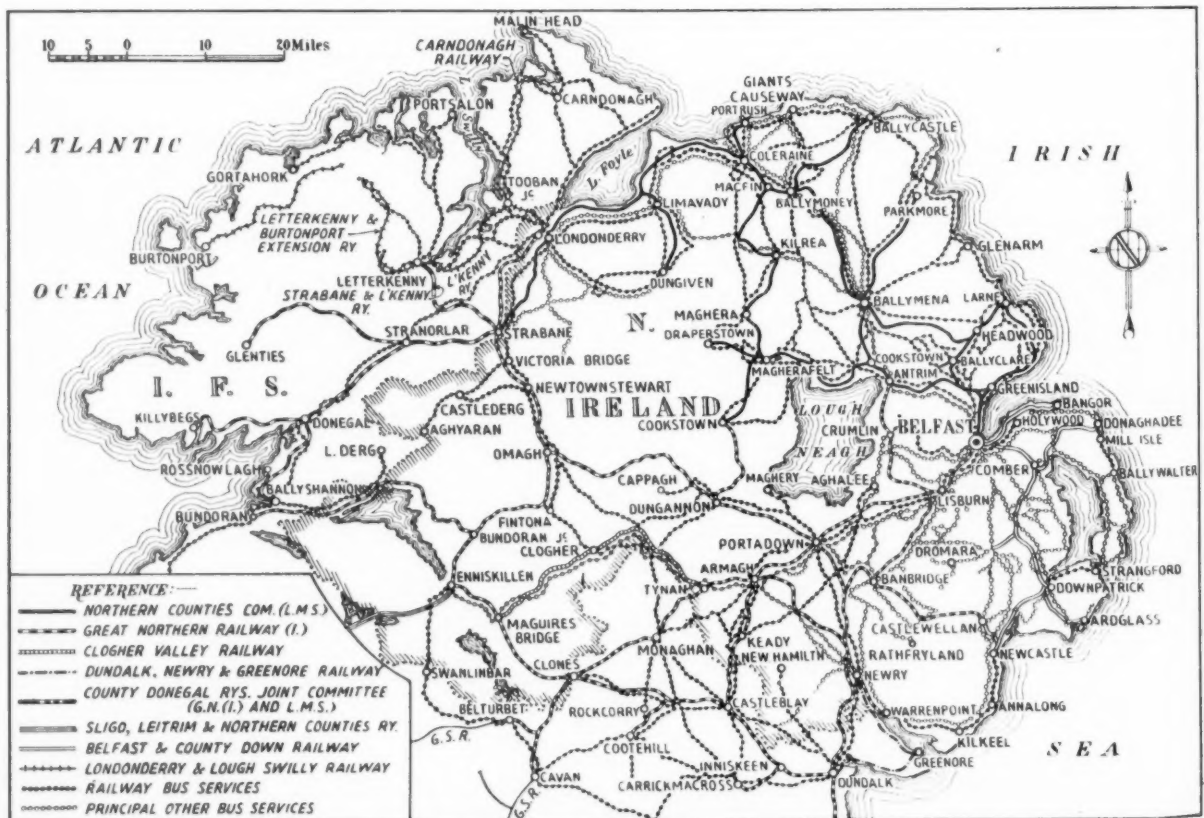 10 5 0 10 20 Miles
MALIN HEAD
CARNDONAGH
RAILWAY
PORTSALON
CARNDONAGH
L. SWILLY
GIANTS
CAUSEWAY
PORTRUSH
BALLYCASTLE
ATLANTIC
IRISH
GORTAHORK
COLERAINE
L. Foyle
TOOBAN
JC
MACFIN
LIMAVADY
BALLYMONEY
PARKMORE
LETTERKENNY &
BURTONPORT
EXTENSION RY
LONDONDERRY
GLENARM
BURTONPORT
KILREA
LETTERKENNY
L'KENNY
RY.
STRABANE & L'KENNY
RY.
DUNGIVEN
OCEAN
BALLYMENA
LARNE
MAGHERA
N.
STRANORLAR
STRABANE
DRAPERSTOWN
HEADWOOD
GLENTIES
VICTORIA BRIDGE
COOKSTOWN
BALLYCLARE
MAGHERAFELT
ANTRIM
I. F. S.
NEWTOWNSTEWART
GREENISLAND
CASTLEDERG
IRELAND
LOUGH
NEAGH
BANGOR
KILLYBEGS
DONEGAL
AGHYARAN
COOKSTOWN
CRUMLIN
BELFAST
HOLYWOOD
DONAGHADEE
MILL ISLE
L. DERG
OMAGH
COMBER
ROSSNOWLAGH
BALLYWALTER
CAPPAGH
MAGHERY
AGHALEE
BALLYSHANNON
LISBURN
DUNGANNON
BUNDORAN
FINTONA
BUNDORAN JC
CLOGHER
PORTADOWN
DROMARA
STRANGFORD
ENNISKILLEN
ARMAGH
BANBRIDGE
DOWNPATRICK
TYNAN
MAGUIRES
BRIDGE
CASTLEWELLAN
ARDGLASS
KEADY
MONAGHAN
NEW HAMILTN
RATHFRYLAND
NEWCASTLE
CLONES
SWANLINBAR
NEWRY
BELTURBET
ROCKCORRY
CASTLEBLAY
WARRENPOINT
ANNALONG
G.S.R.
COOTEHILL
KILKEEL
SEA
INNISKEEN
GREENORE
CAVAN
CARRICKMACROSS
DUNDALK
G.S.R.
REFERENCE:
NORTHERN COUNTIES COM. (L.M.S.)
GREAT NORTHERN RAILWAY (I.)
CLOGHER VALLEY RAILWAY
DUNDALK, NEWRY & GREENORE RAILWAY
COUNTY DONEGAL RYS. JOINT COMMITTEE
(G.N.(I.) AND L.M.S.)
SLIGO, LEITRIM & NORTHERN COUNTIES RY.
BELFAST & COUNTY DOWN RAILWAY
LONDONDERRY & LOUGH SWILLY RAILWAY
RAILWAY BUS SERVICES
PRINCIPAL OTHER BUS SERVICES